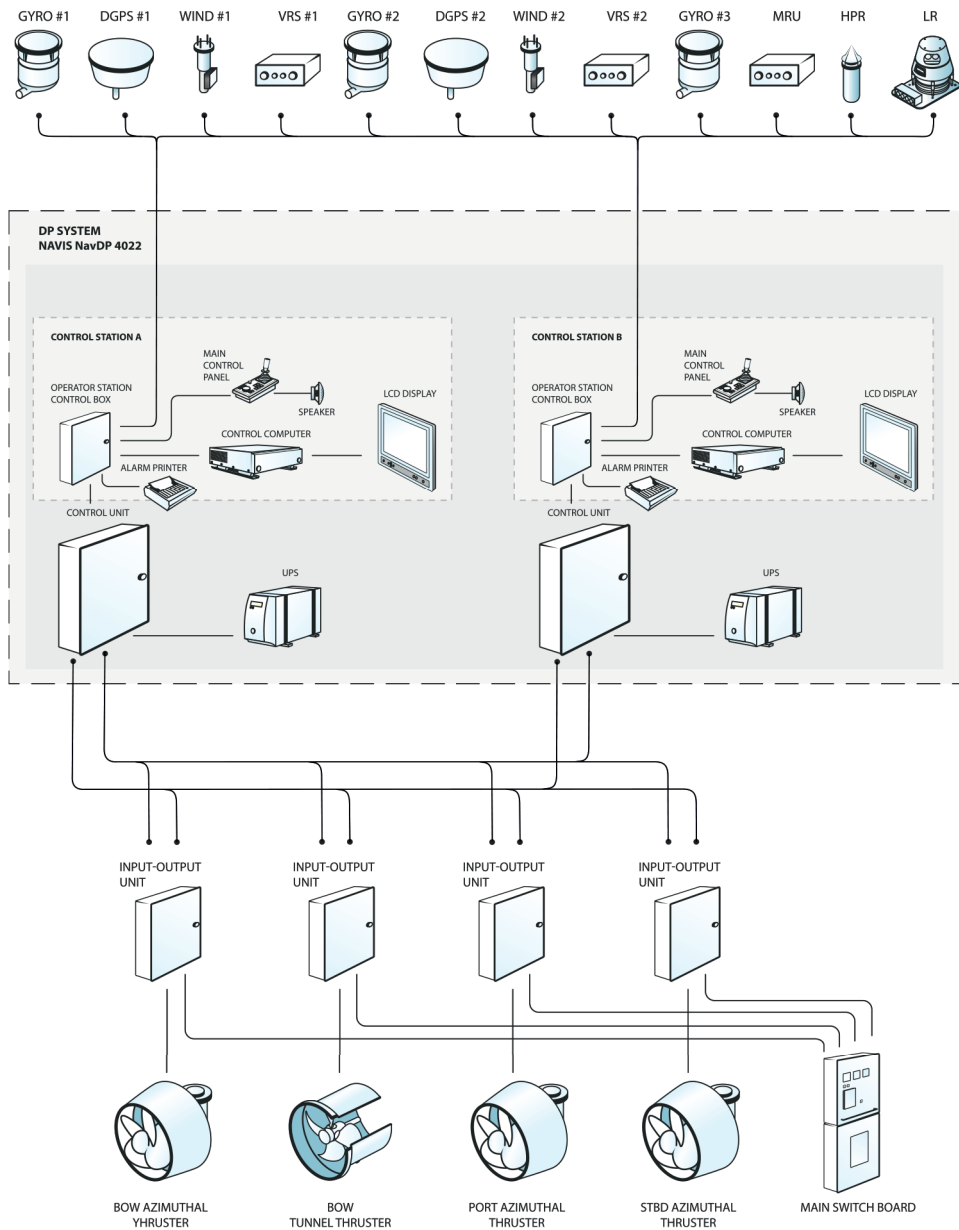 GYRO #1
DGPS #1
WIND #1
VRS #1
GYRO #2
DGPS #2
WIND #2
VRS #2
GYRO #3
MRU
HPR
LR
DP SYSTEM
NAVIS NavDP 4022
CONTROL STATION A
MAIN
CONTROL
PANEL
OPERATOR STATION
CONTROL BOX
SPEAKER
LCD DISPLAY
CONTROL COMPUTER
ALARM PRINTER
CONTROL UNIT
UPS
CONTROL STATION B
MAIN
CONTROL
PANEL
OPERATOR STATION
CONTROL BOX
SPEAKER
LCD DISPLAY
CONTROL COMPUTER
ALARM PRINTER
CONTROL UNIT
UPS
INPUT-OUTPUT
UNIT
INPUT-OUTPUT
UNIT
INPUT-OUTPUT
UNIT
INPUT-OUTPUT
UNIT
BOW AZIMUTHAL
YHRUSTER
BOW
TUNNEL THRUSTER
PORT AZIMUTHAL
THRUSTER
STBD AZIMUTHAL
THRUSTER
MAIN SWITCH BOARD